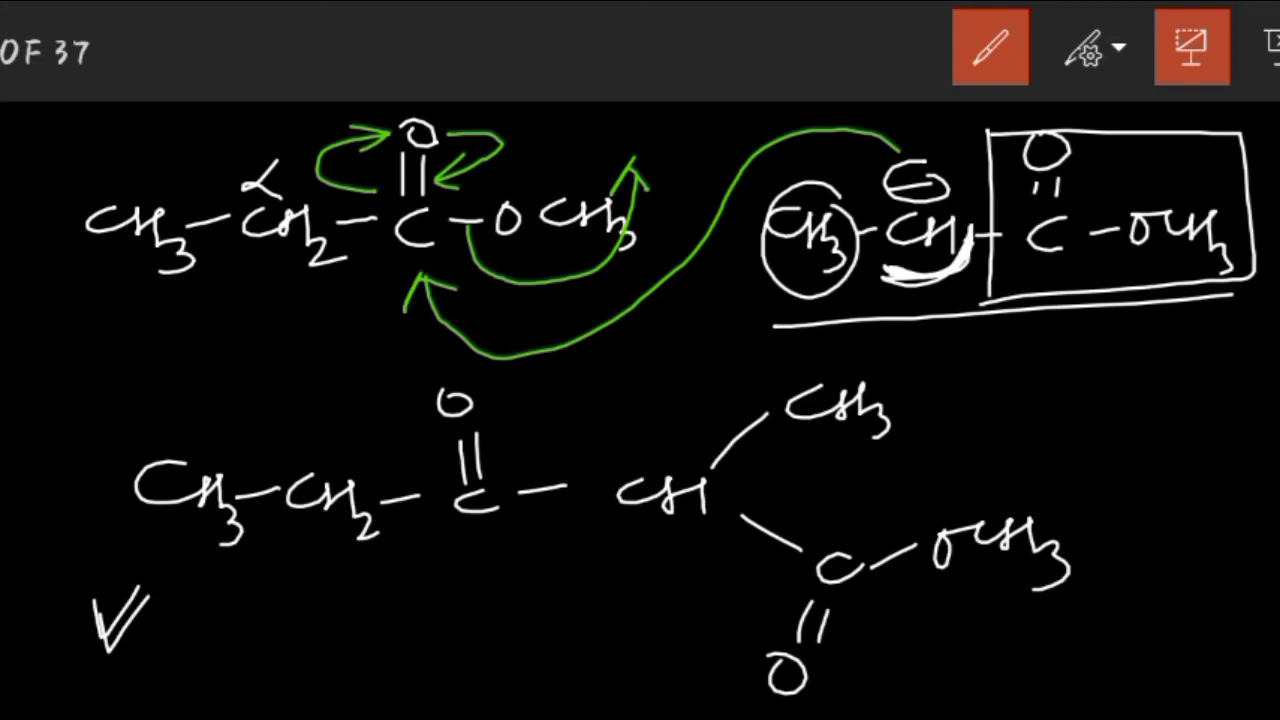 OF 37
O O
α ⊖ ||
CH3-CH2-C-OCH3 CH3-CH-C-OCH3
O CH3
||
CH3-CH2-C-CH
C-OCH3
||
O